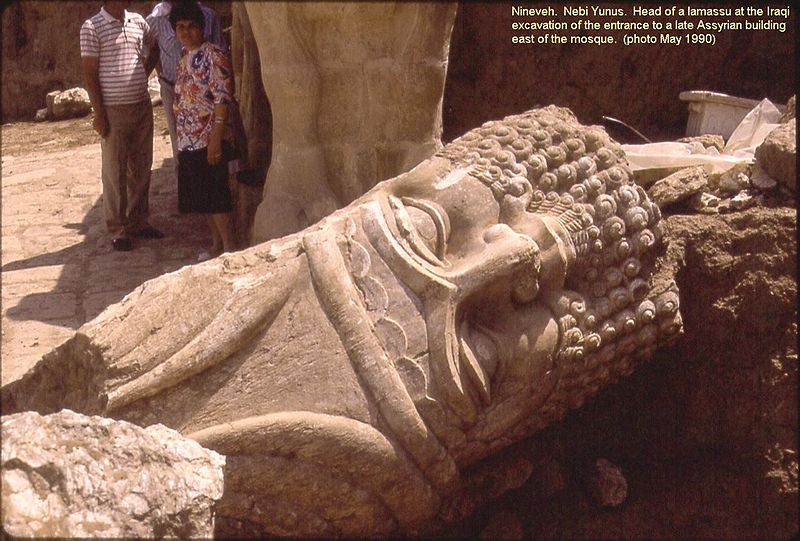 Nineveh.  Nebi Yunus.  Head of a lamassu at the Iraqi
excavation of the entrance to a late Assyrian building
east of the mosque.  (photo May 1990)